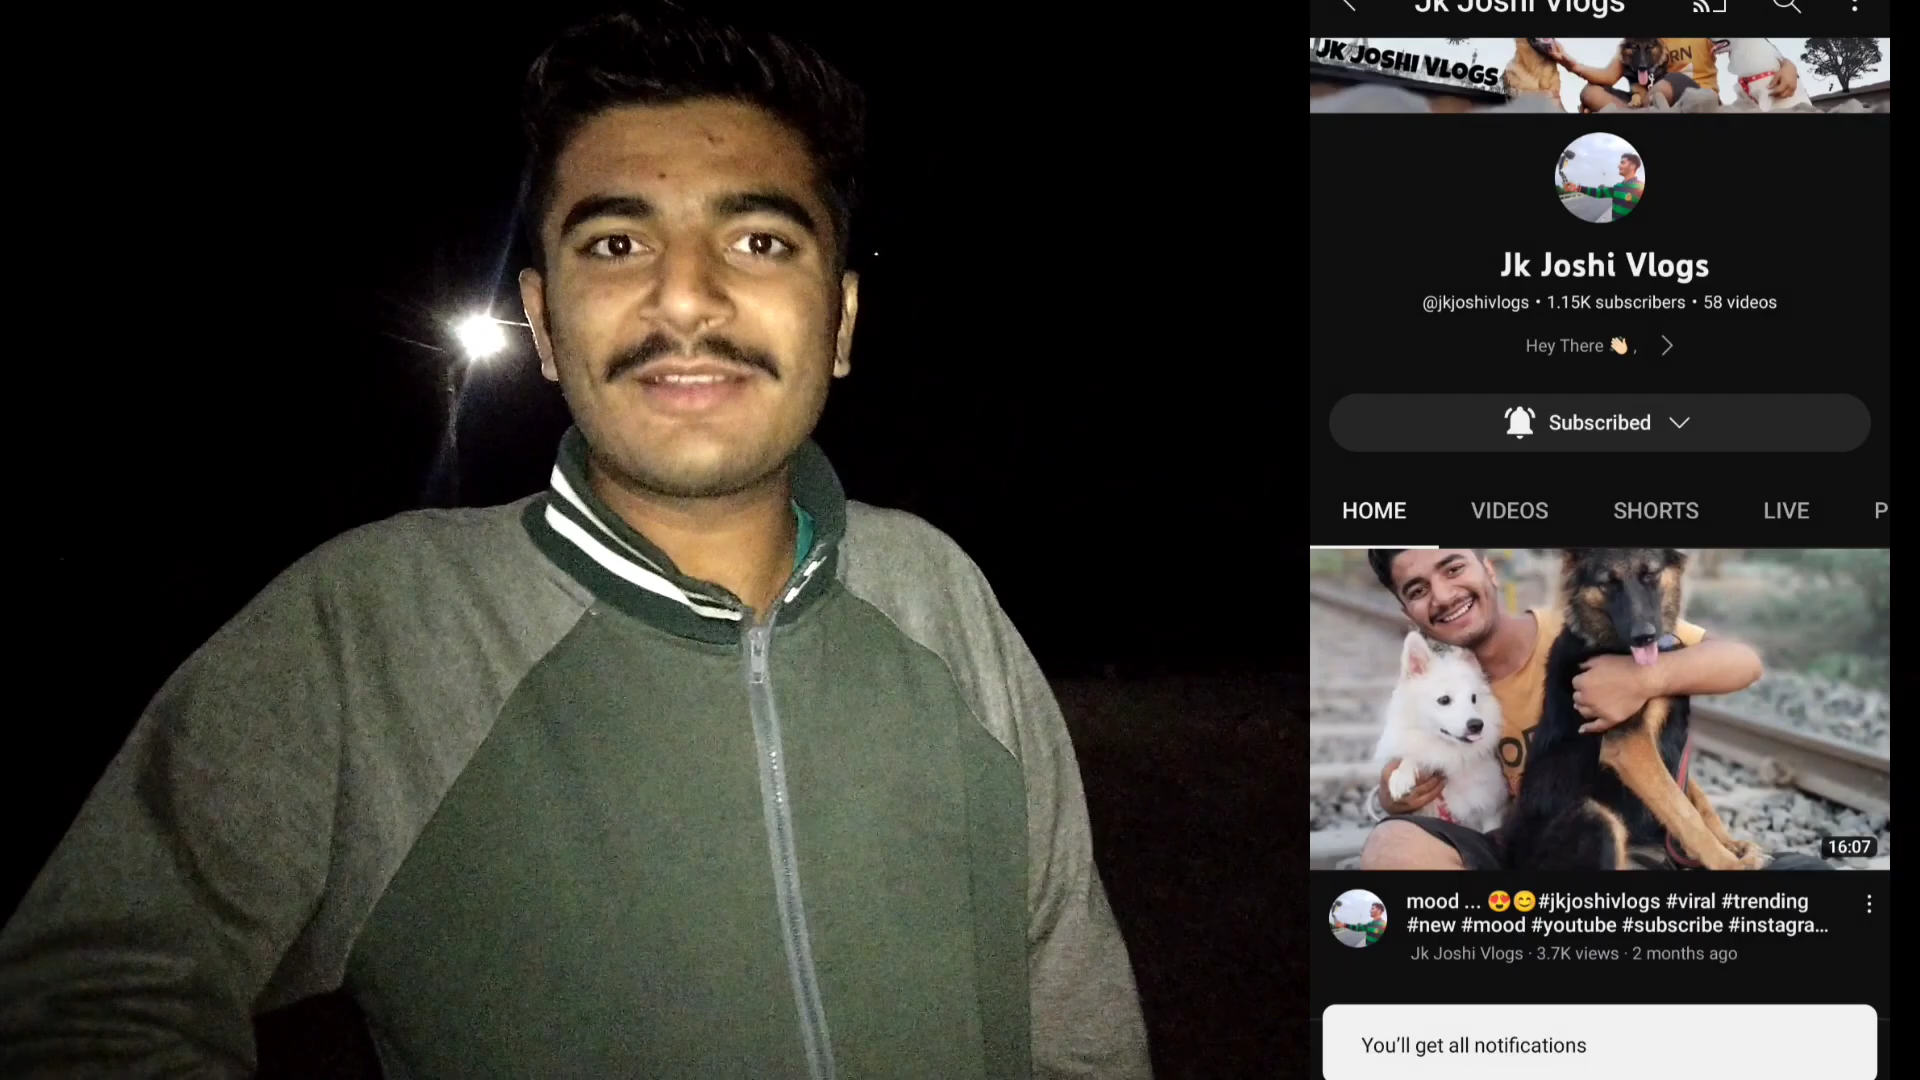 Jk Joshi Vlogs
JK JOSHI VLOGS
Jk Joshi Vlogs
@jkjoshivlogs • 1.15K subscribers • 58 videos
Hey There 👋🏻 ,
Subscribed
HOME VIDEOS SHORTS LIVE P
16:07
mood ... 😍😊#jkjoshivlogs #viral #trending
#new #mood #youtube #subscribe #instagra...
Jk Joshi Vlogs · 3.7K views · 2 months ago
You’ll get all notifications